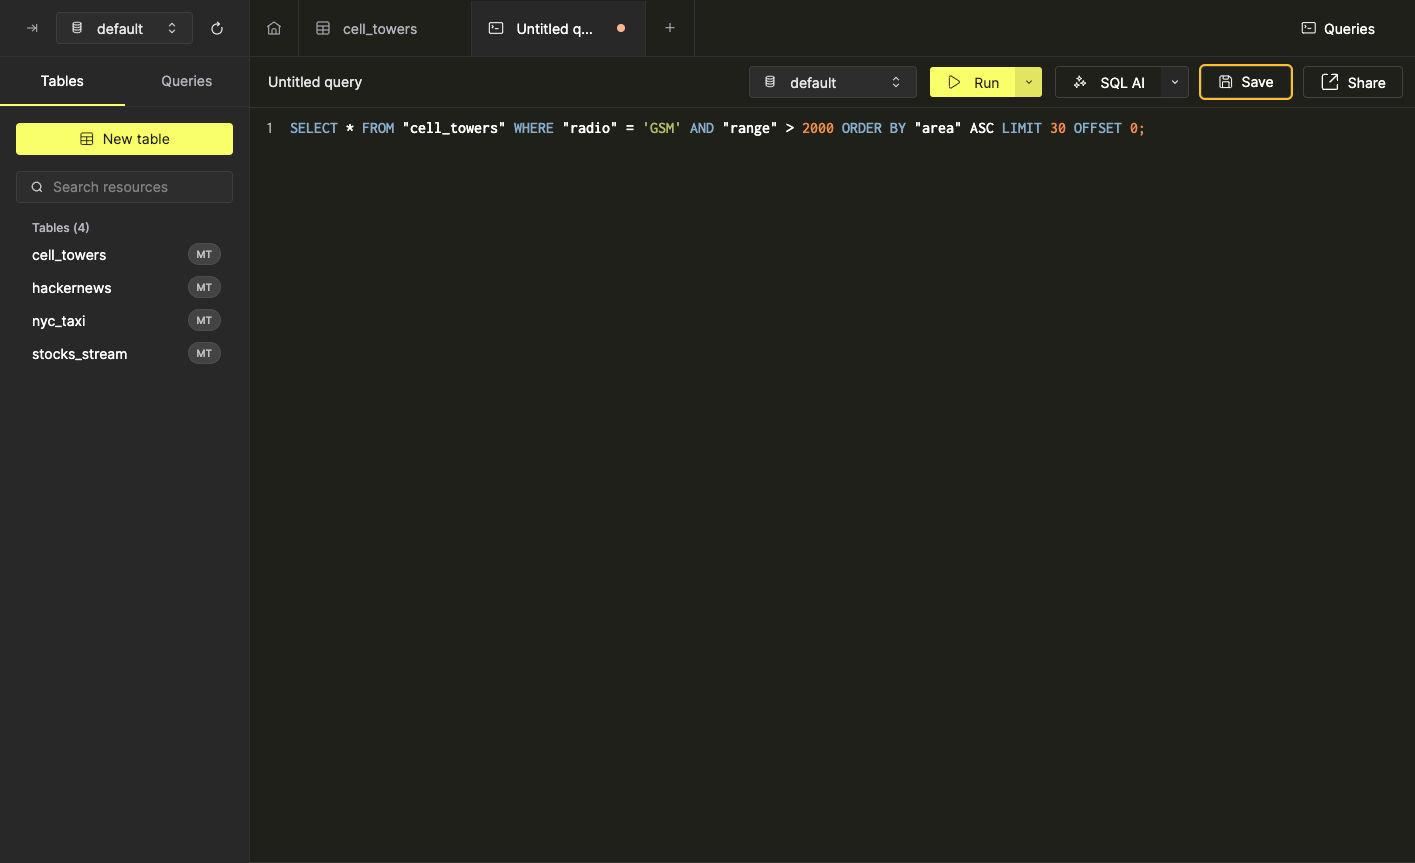 default
cell_towers
Untitled q...
Queries
Tables
Queries
Untitled query
default
Run
SQL AI
Save
Share
New table
Search resources
Tables (4)
cell_towers MT
hackernews MT
nyc_taxi MT
stocks_stream MT
1 SELECT * FROM "cell_towers" WHERE "radio" = 'GSM' AND "range" > 2000 ORDER BY "area" ASC LIMIT 30 OFFSET 0;